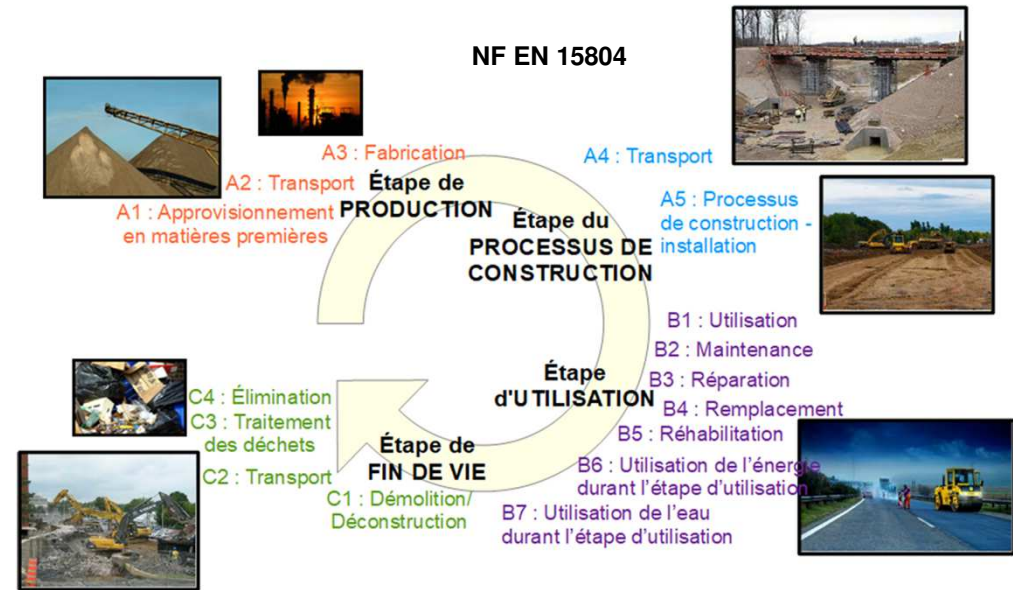 NF EN 15804
A3 : Fabrication
A2 : Transport
A1 : Approvisionnement
en matières premières
Étape de
PRODUCTION
Étape du
PROCESSUS DE
CONSTRUCTION
A4 : Transport
A5 : Processus
de construction -
installation
B1 : Utilisation
B2 : Maintenance
B3 : Réparation
B4 : Remplacement
B5 : Réhabilitation
B6 : Utilisation de l'énergie
durant l'étape d'utilisation
B7 : Utilisation de l'eau
durant l'étape d'utilisation
Étape
d'UTILISATION
Étape de
FIN DE VIE
C4 : Élimination
C3 : Traitement
des déchets
C2 : Transport
C1 : Démolition/
Déconstruction